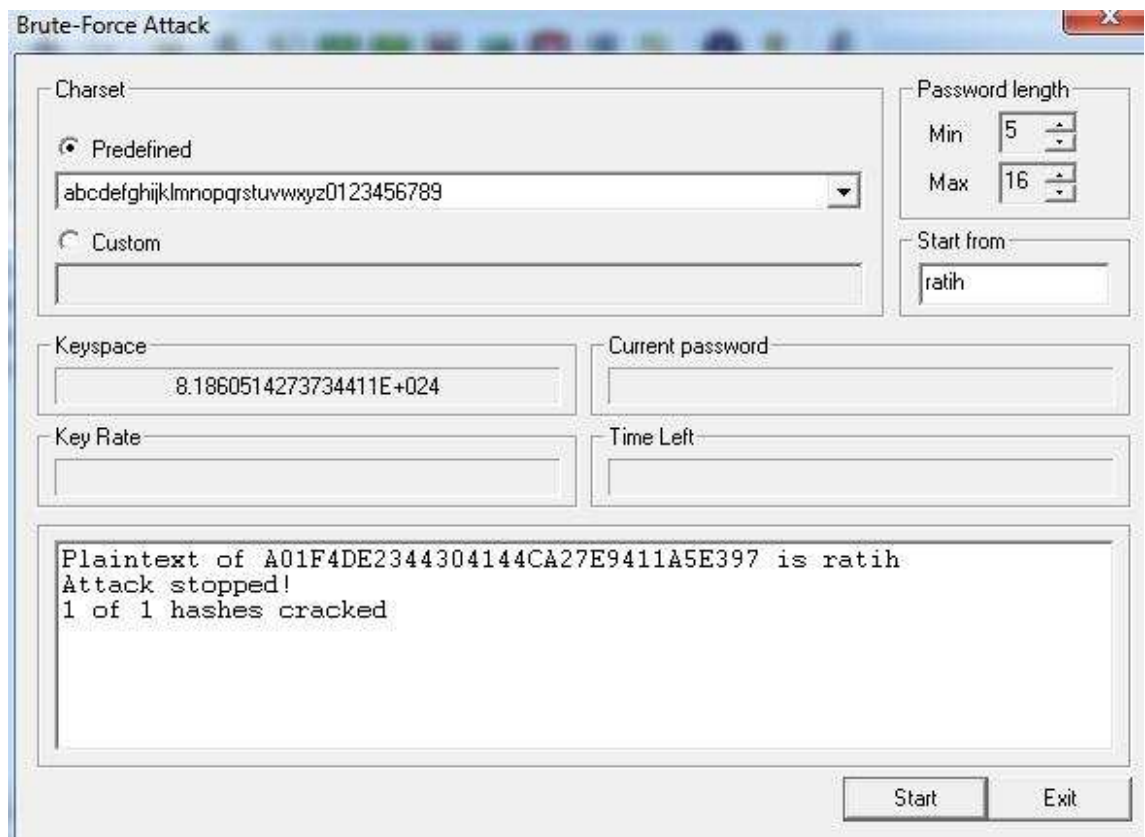 Brute-Force Attack
Charset
Predefined
abcdefghijklmnopqrstuvwxyz0123456789
Custom
Password length
Min 5
Max 16
Start from
ratih
Keyspace
8.1860514273734411E+024
Current password
Key Rate
Time Left
Plaintext of A01F4DE2344304144CA27E9411A5E397 is ratih
Attack stopped!
1 of 1 hashes cracked
Start
Exit